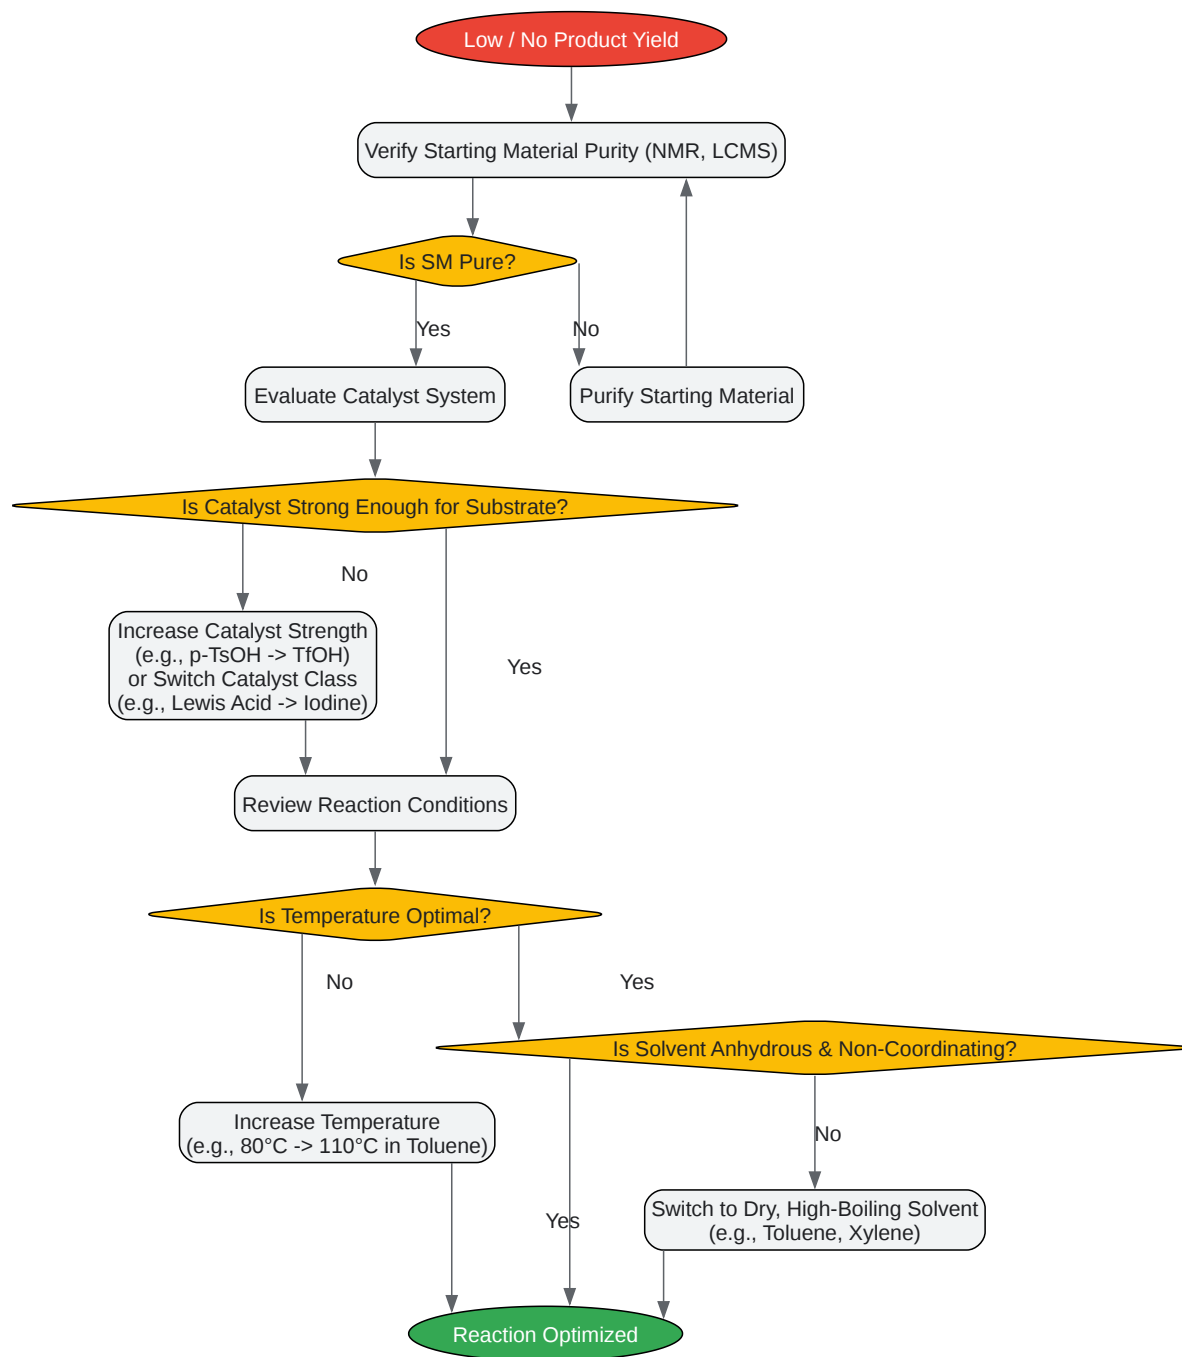 Low / No Product Yield
Verify Starting Material Purity (NMR, LCMS)
Is SM Pure?
Yes
No
Evaluate Catalyst System
Purify Starting Material
Is Catalyst Strong Enough for Substrate?
No
Increase Catalyst Strength
(e.g., p-TsOH -> TfOH)
or Switch Catalyst Class
(e.g., Lewis Acid -> Iodine)
Yes
Review Reaction Conditions
Is Temperature Optimal?
No
Yes
Is Solvent Anhydrous & Non-Coordinating?
Increase Temperature
(e.g., 80°C -> 110°C in Toluene)
No
Yes
Switch to Dry, High-Boiling Solvent
(e.g., Toluene, Xylene)
Reaction Optimized